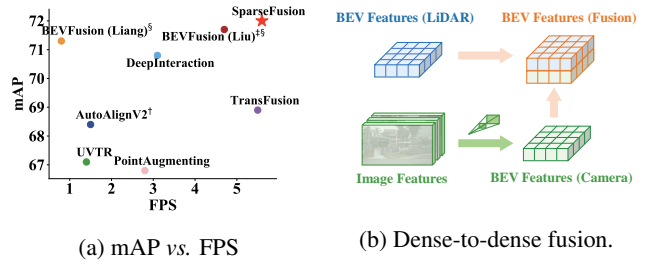 SparseFusion
BEVFusion (Liang)§
BEVFusion (Liu)‡§
DeepInteraction
TransFusion
AutoAlignV2†
UVTR
PointAugmenting
mAP
72
71
70
69
68
67
1 2 3 4 5
FPS
(a) mAP vs. FPS
BEV Features (LiDAR)
BEV Features (Fusion)
Image Features
BEV Features (Camera)
(b) Dense-to-dense fusion.